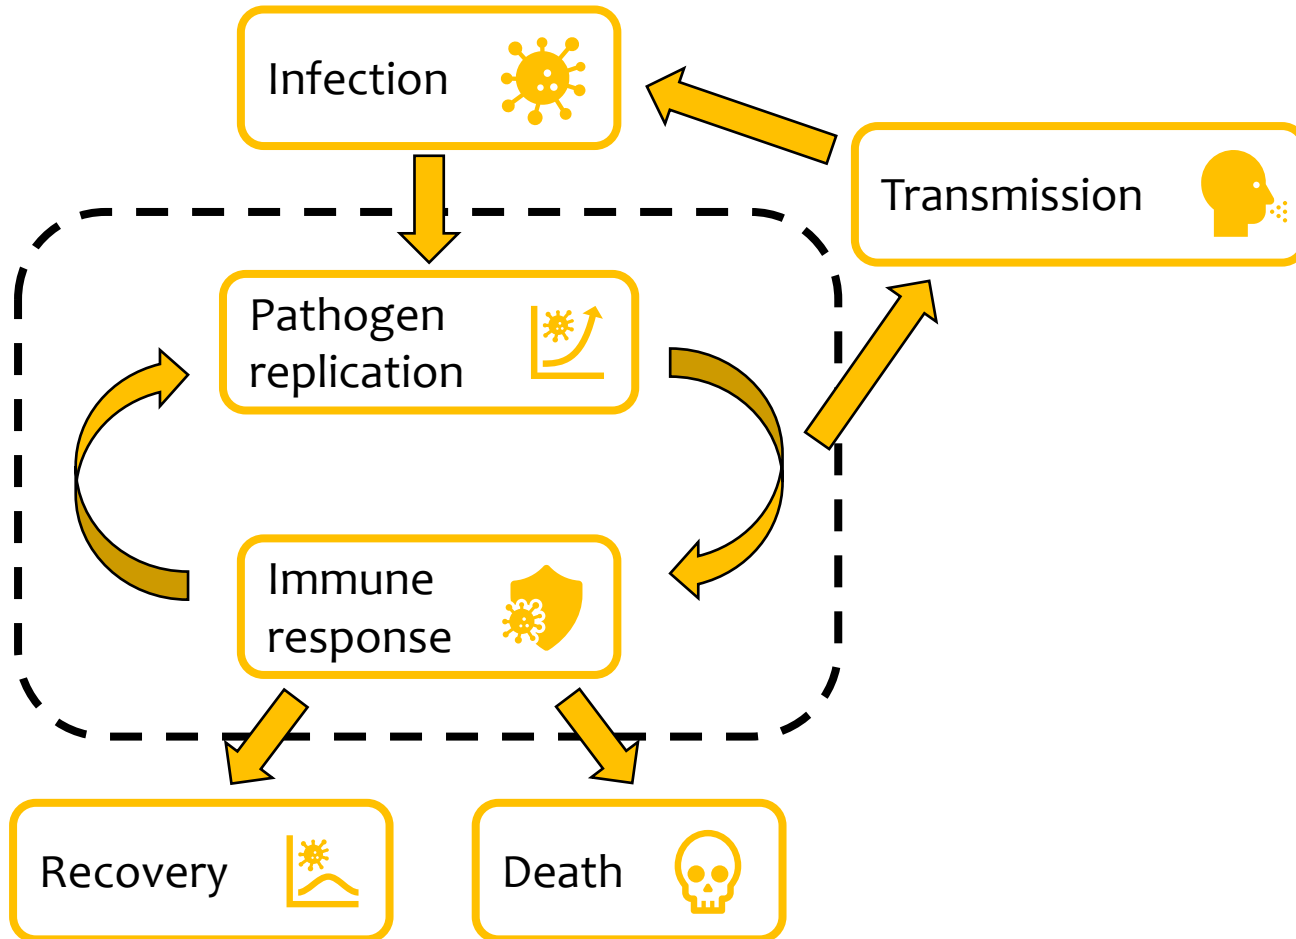 Infection
Transmission
Pathogen
replication
Immune
response
Recovery
Death